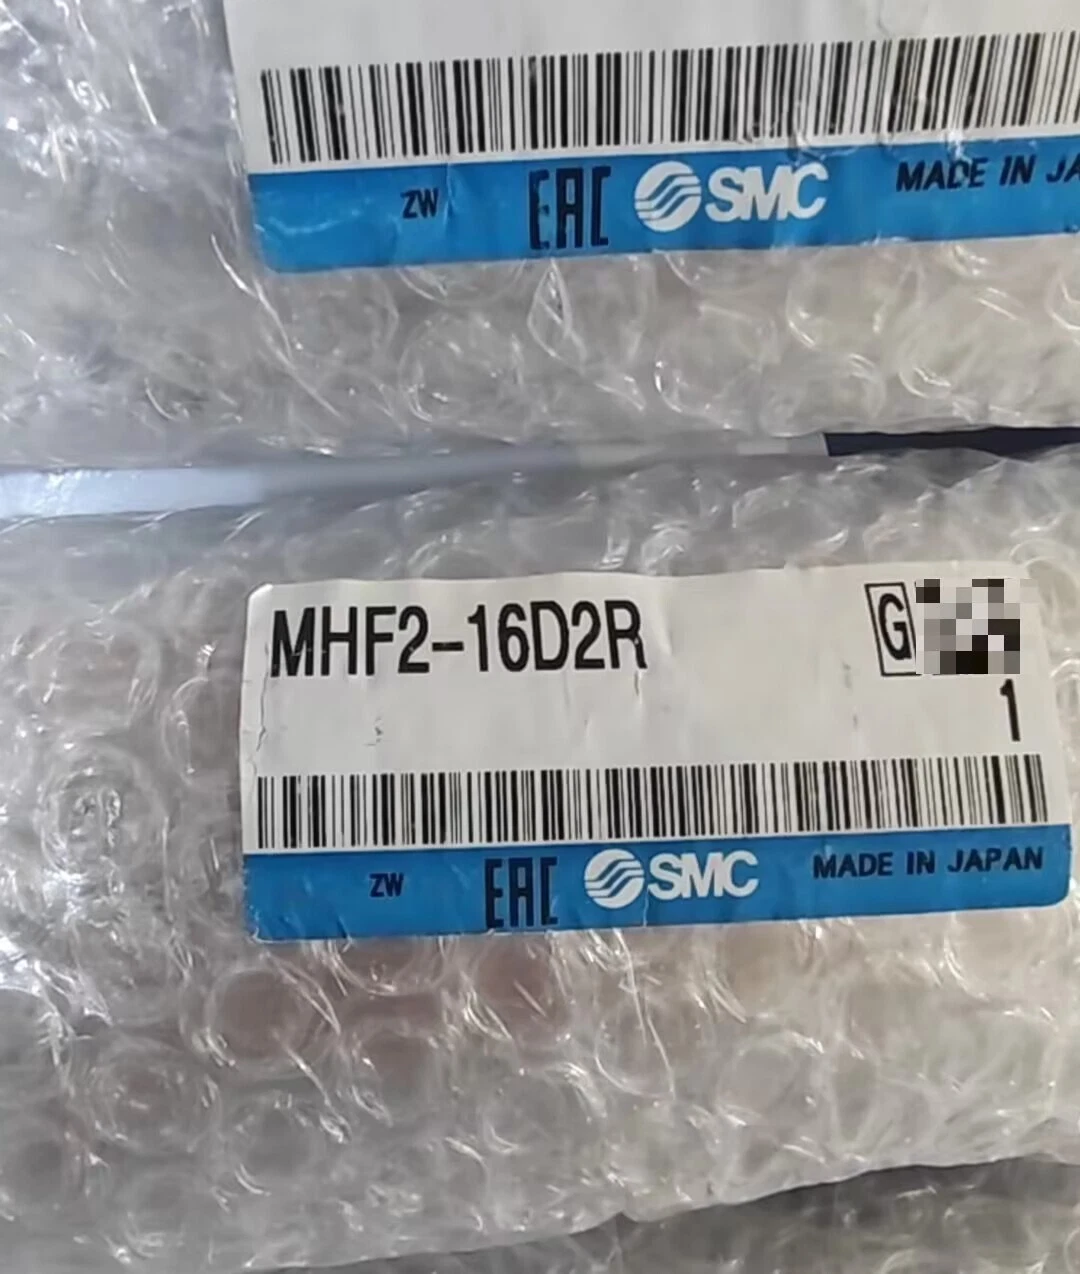 ZW EAC SMC MADE IN JA
MHF2-16D2R G
1
ZW EAC SMC MADE IN JAPAN